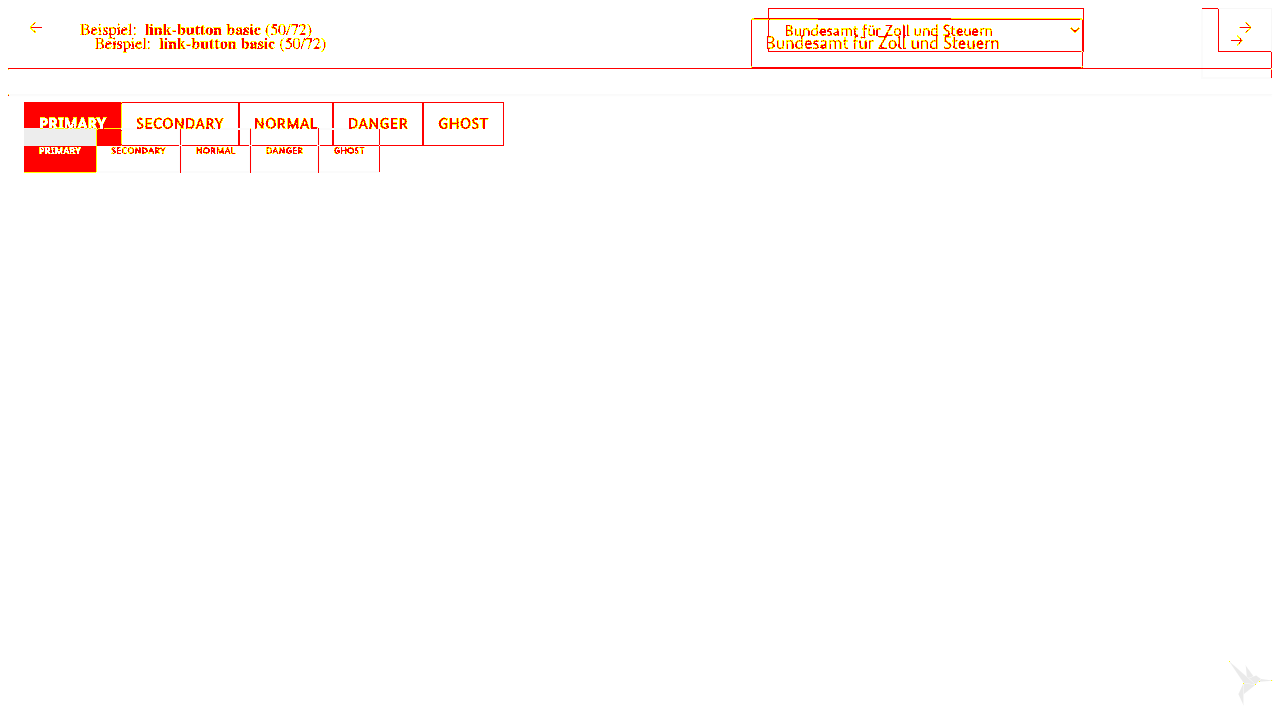 Beispiel: link-button basic (50/72)
Bundesamt für Zoll und Steuern
Beispiel: link-button basic (50/72)
Bundesamt für Zoll und Steuern
PRIMARY SECONDARY NORMAL DANGER GHOST
PRIMARY SECONDARY NORMAL DANGER GHOST